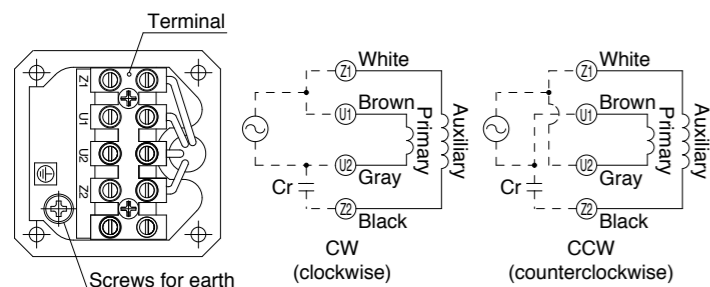 Terminal
Z1
U1
U2
Z2
Screws for earth
Z1 White
U1 Brown
Primary
Auxiliary
U2 Gray
Cr
Z2 Black
CW
(clockwise)
Z1 White
U1 Brown
Primary
Auxiliary
U2 Gray
Cr
Z2 Black
CCW
(counterclockwise)